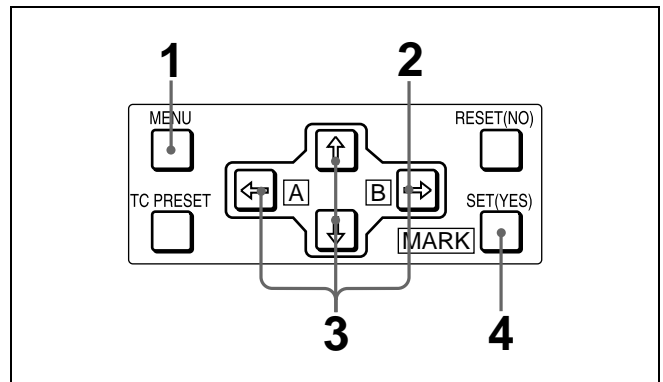 1 2
MENU RESET(NO)
A B
TC PRESET SET(YES)
MARK
3 4